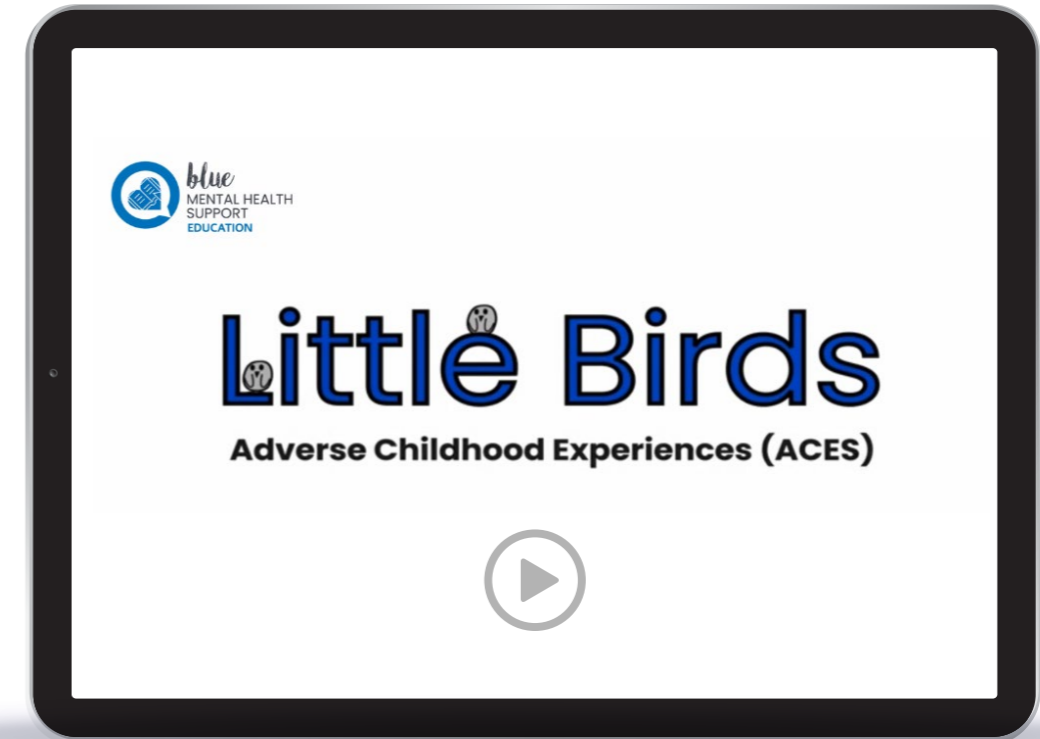 blue
MENTAL HEALTH
SUPPORT
EDUCATION
Little Birds
Adverse Childhood Experiences (ACES)